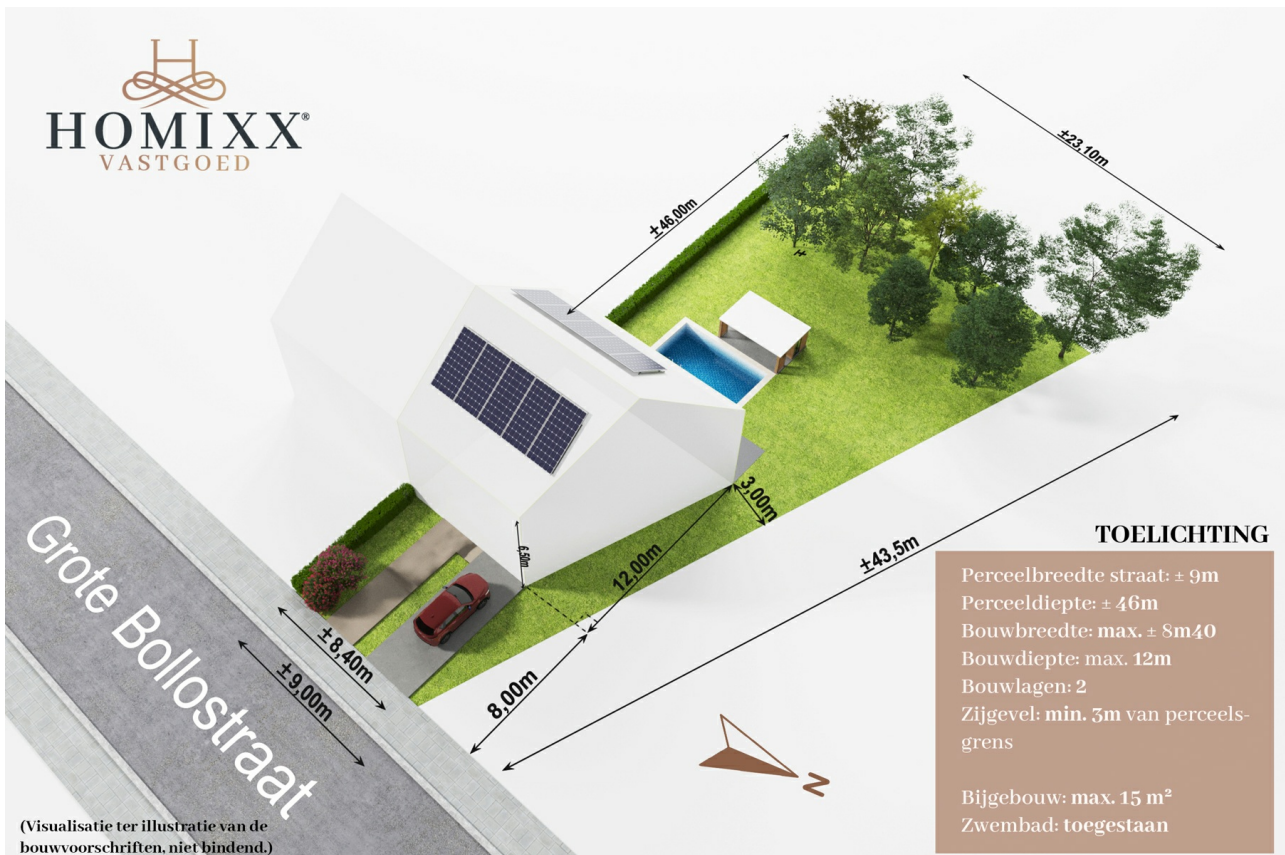 H
HOMIXX®
VASTGOED
±23,10m
±46,00m
3,00m
6,50m
12,00m
±43,5m
8,00m
±8,40m
±9,00m
Grote Bollostraat
N
TOELICHTING
Perceelbreedte straat: ± 9m
Perceeldiepte: ± 46m
Bouwbreedte: max. ± 8m40
Bouwdiepte: max. 12m
Bouwlagen: 2
Zijgevel: min. 3m van perceels-
grens
Bijgebouw: max. 15 m²
Zwembad: toegestaan
(Visualisatie ter illustratie van de
bouwvoorschriften, niet bindend.)